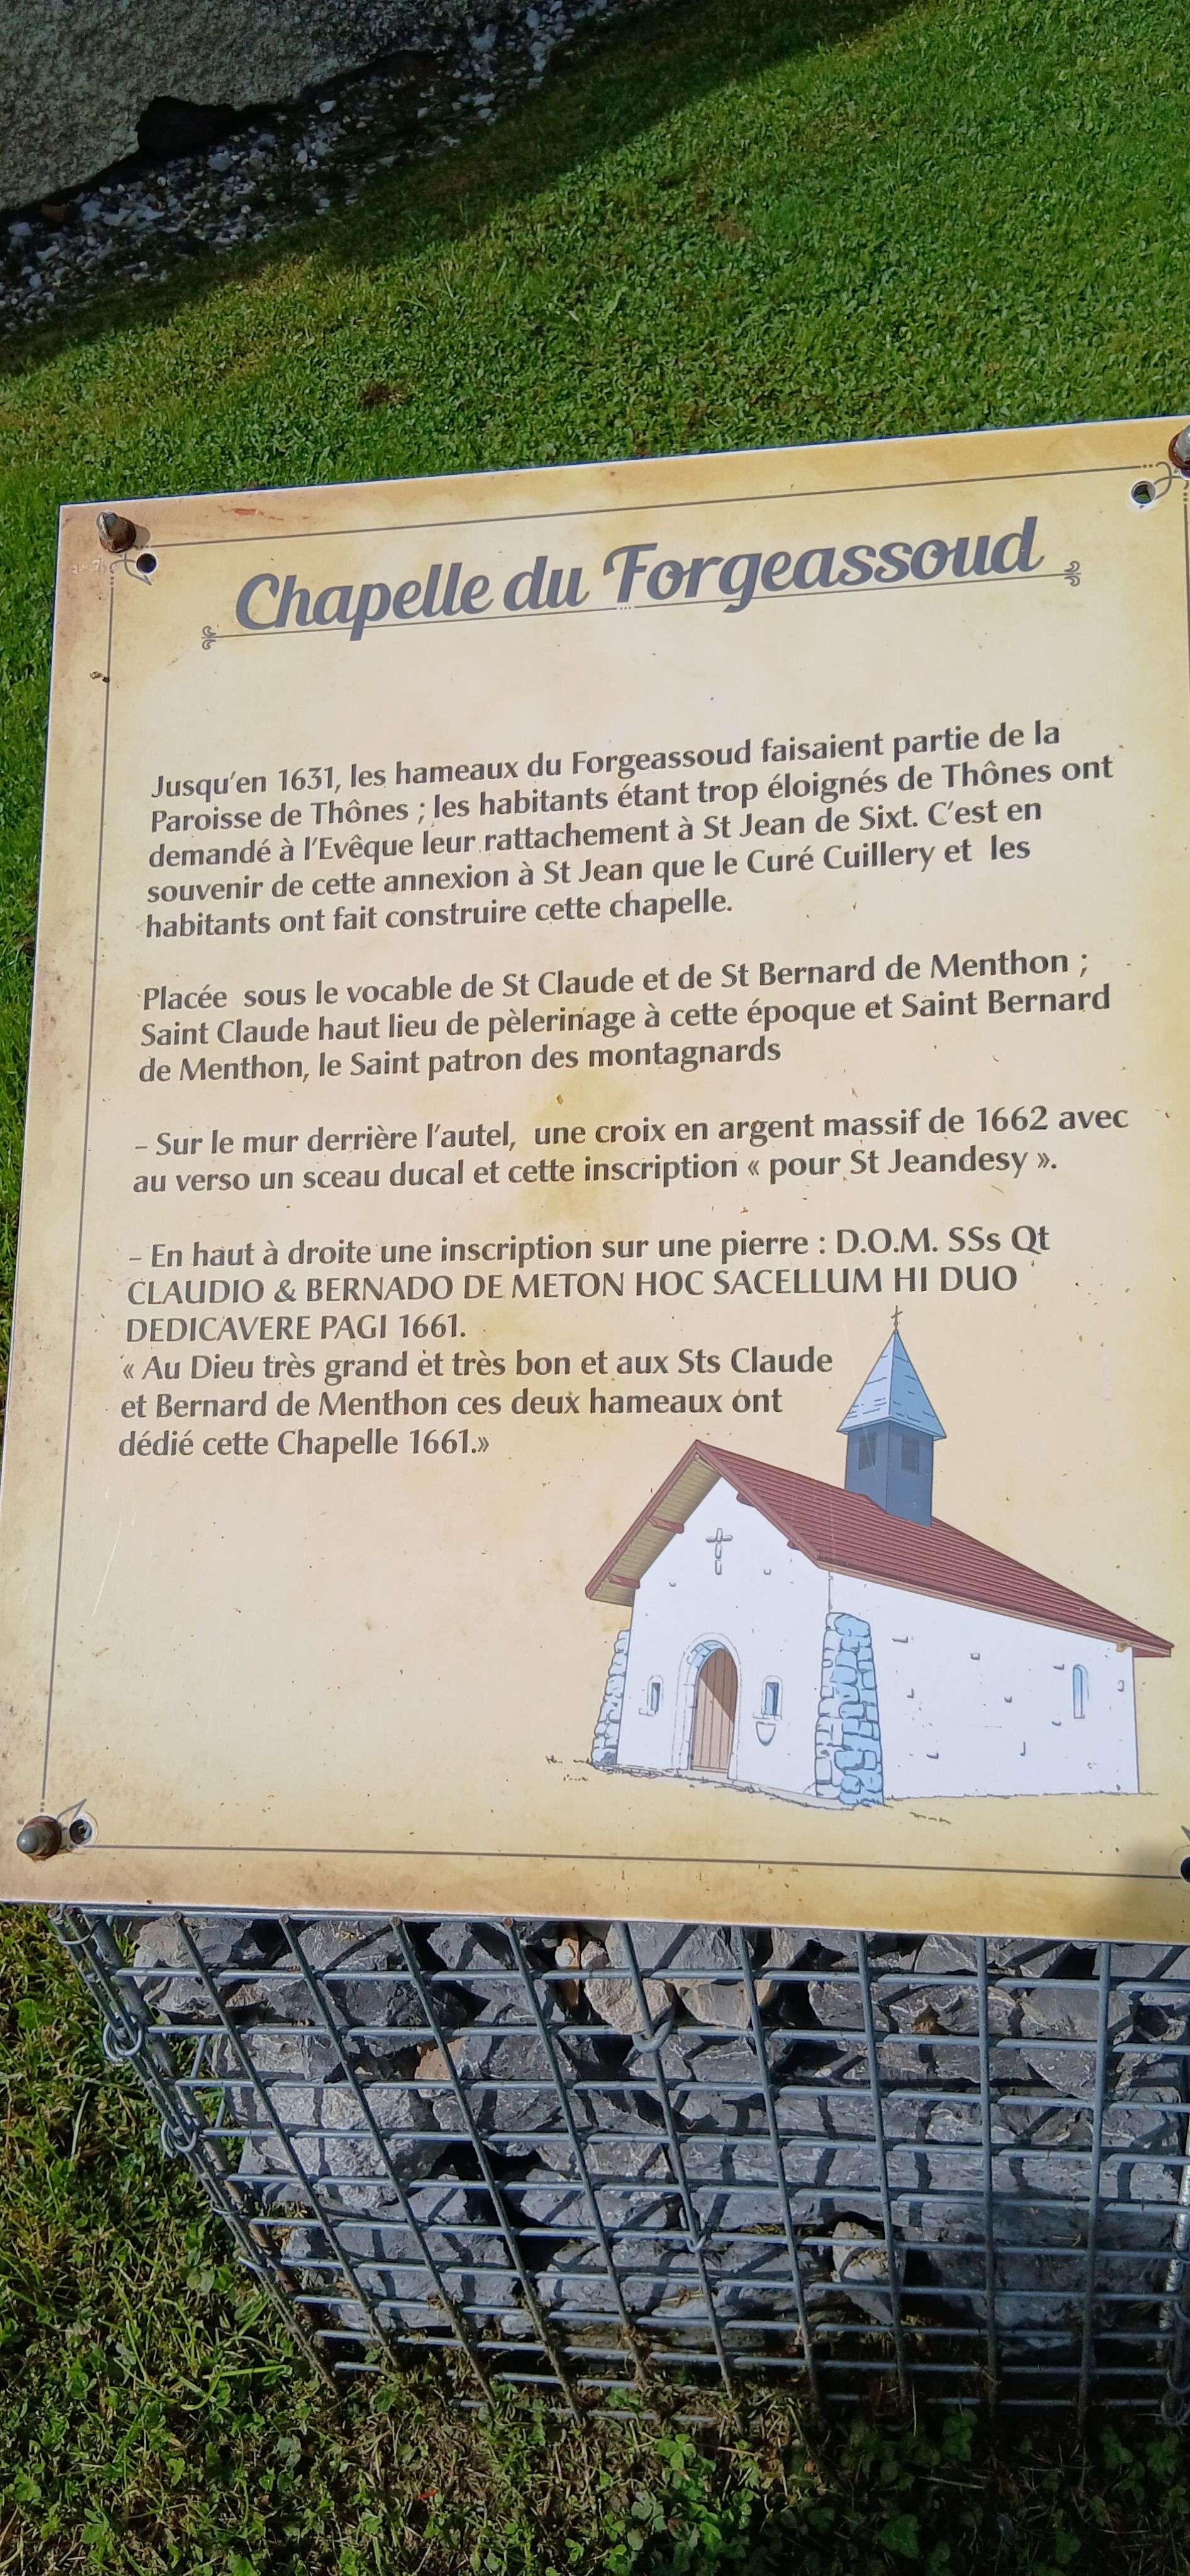 Chapelle du Forgeassoud
Jusqu'en 1631, les hameaux du Forgeassoud faisaient partie de la
Paroisse de Thônes ; les habitants étant trop éloignés de Thônes ont
demandé à l'Evêque leur rattachement à St Jean de Sixt. C'est en
souvenir de cette annexion à St Jean que le Curé Cuillery et les
habitants ont fait construire cette chapelle.
Placée sous le vocable de St Claude et de St Bernard de Menthon ;
Saint Claude haut lieu de pèlerinage à cette époque et Saint Bernard
de Menthon, le Saint patron des montagnards
– Sur le mur derrière l'autel, une croix en argent massif de 1662 avec
au verso un sceau ducal et cette inscription « pour St Jeandesy ».
– En haut à droite une inscription sur une pierre : D.O.M. SSs Qt
CLAUDIO & BERNADO DE METON HOC SACELLUM HI DUO
DEDICAVERE PAGI 1661.
« Au Dieu très grand et très bon et aux Sts Claude
et Bernard de Menthon ces deux hameaux ont
dédié cette Chapelle 1661.»